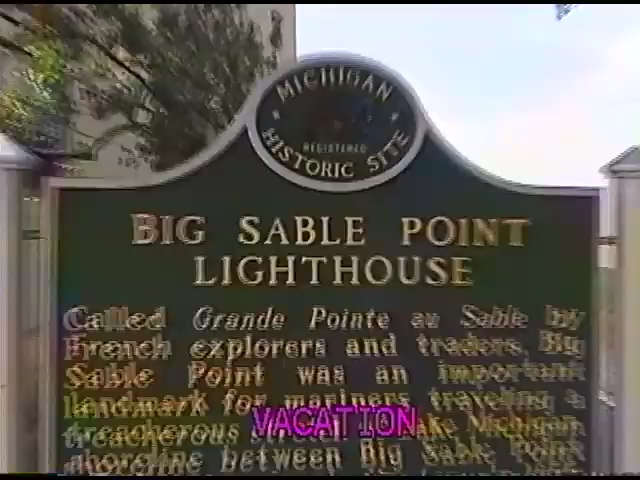 MICHIGAN
REGISTERED
HISTORIC SITE
BIG SABLE POINT
LIGHTHOUSE
Called Grande Pointe au Sable by
French explorers and traders, Big
Sable Point was an important
landmark for mariners traveling a
treacherous Lake Michigan
shoreline between Big Sable Point
VACATION